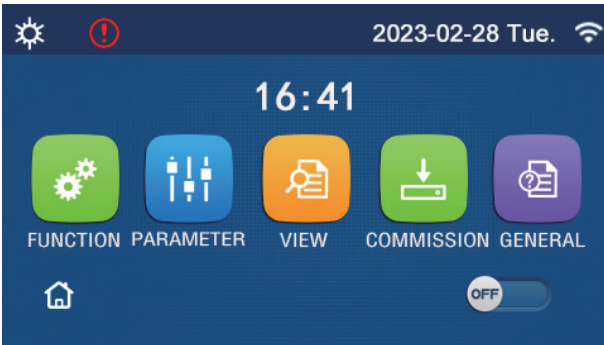 2023-02-28 Tue.
16:41
FUNCTION PARAMETER VIEW COMMISSION GENERAL
OFF